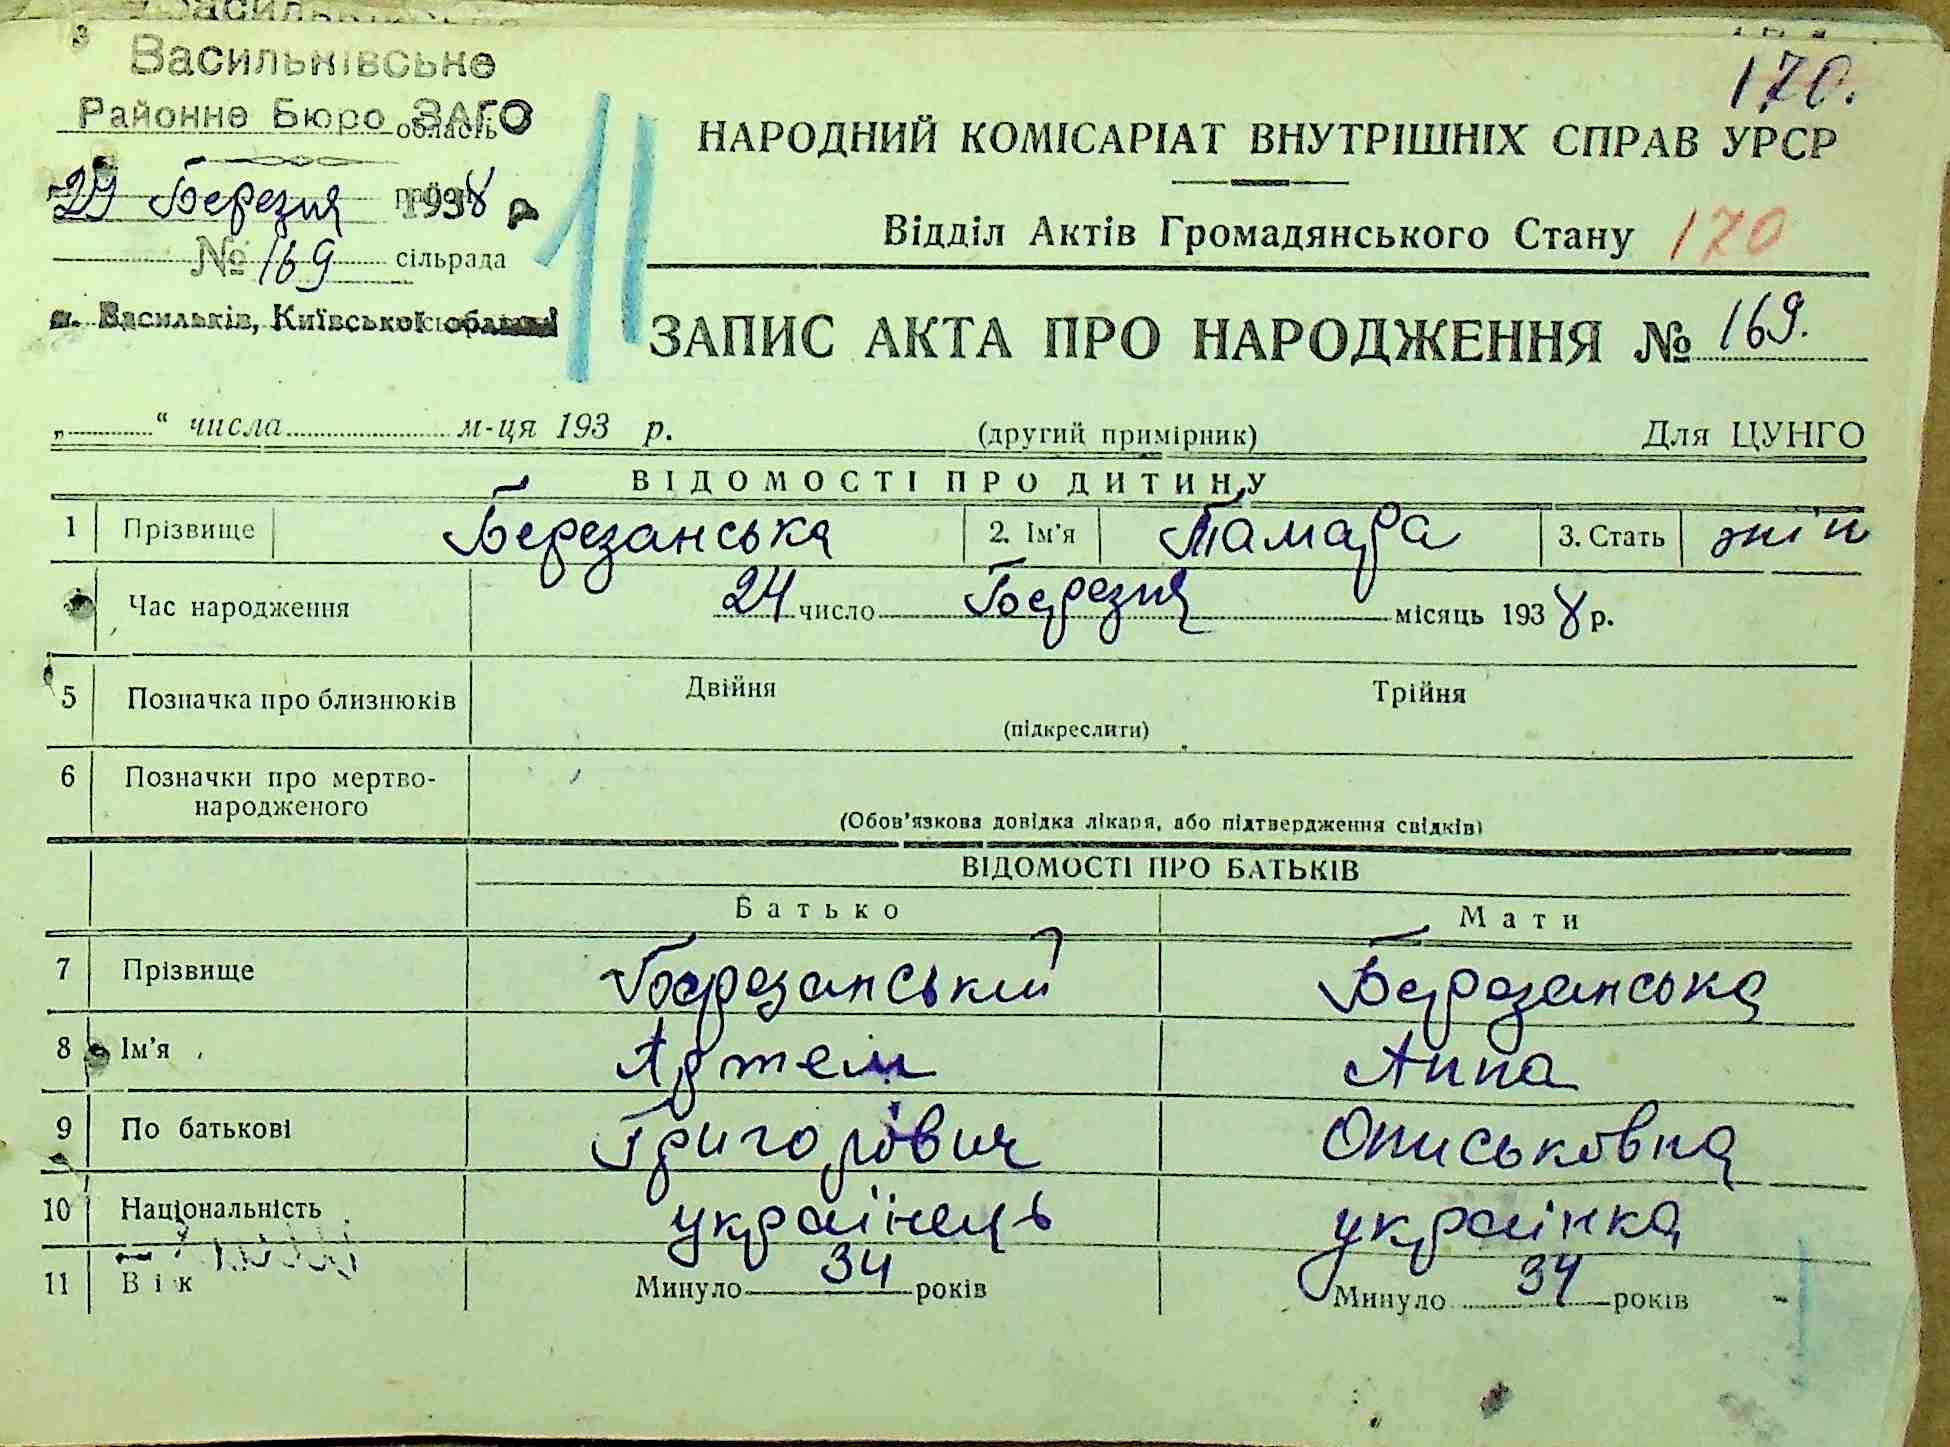 Васильківське
Районне Бюро ЗАГС
область
29 Березня 1938 р
район
№ 169 сільрада
м. Васильків, Київської області
170.
НАРОДНИЙ КОМІСАРІАТ ВНУТРІШНІХ СПРАВ УРСР
Відділ Актів Громадянського Стану 170
ЗАПИС АКТА ПРО НАРОДЖЕННЯ № 169.
„ “ числа м-ця 193 р. (другий примірник) Для ЦУНГО
ВІДОМОСТІ ПРО ДИТИНУ
1 Прізвище Березанська 2. Ім'я Тамара 3. Стать жін
Час народження 24 число Березня місяць 1938 р.
5 Позначка про близнюків Двійня Трійня
(підкреслити)
6 Позначки про мертво-
народженого
(Обов'язкова довідка лікаря, або підтвердження свідків)
ВІДОМОСТІ ПРО БАТЬКІВ
Батько Мати
7 Прізвище Березанський Березанська
8 Ім'я Артем Анна
9 По батькові Григорович Ониськовна
10 Національність українець українка
11 Вік Минуло 34 років Минуло 34 років